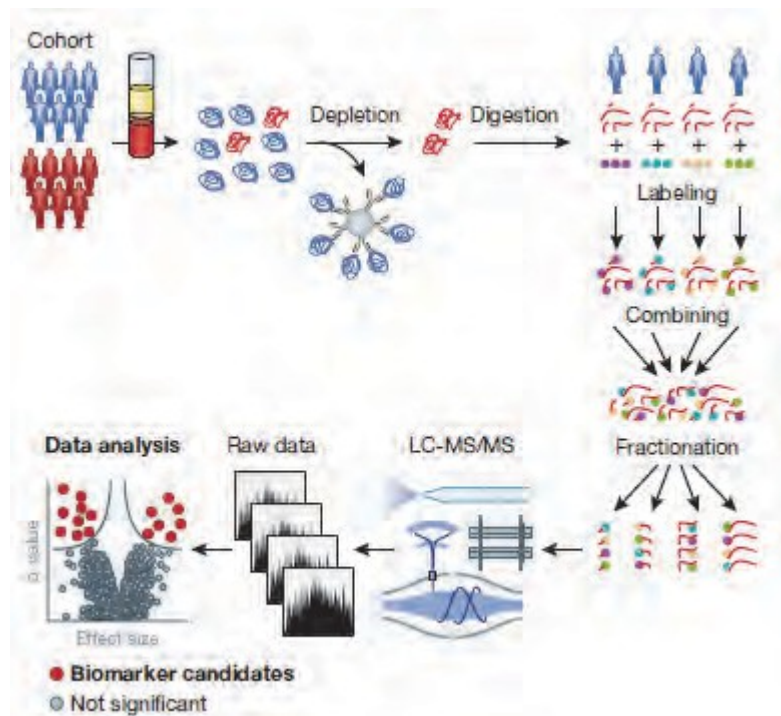 Cohort
Depletion
Digestion
+ + + +
Labeling
Combining
Fractionation
LC-MS/MS
Raw data
Data analysis
p value
Effect size
Biomarker candidates
Not significant